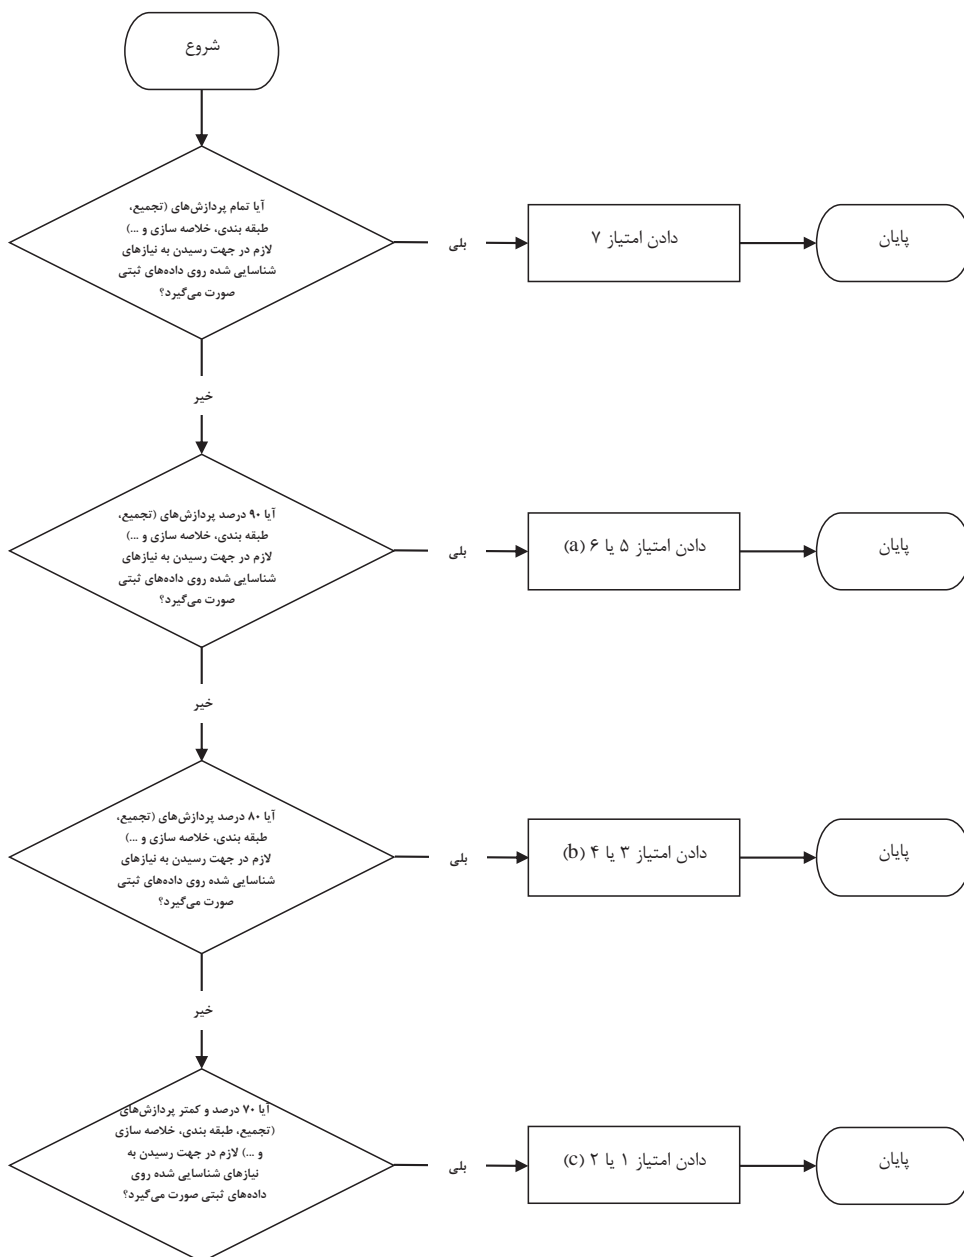 شروع
آیا تمام پردازش‌های (تجمیع،
طبقه بندی، خلاصه سازی و ...)
لازم در جهت رسیدن به نیازهای
شناسایی شده روی داده‌های ثبتی
صورت می‌گیرد؟
بلی
دادن امتیاز ۷
پایان
خیر
آیا ۹۰ درصد پردازش‌های (تجمیع،
طبقه بندی، خلاصه سازی و ...)
لازم در جهت رسیدن به نیازهای
شناسایی شده روی داده‌های ثبتی
صورت می‌گیرد؟
بلی
دادن امتیاز ۵ یا ۶ (a)
پایان
خیر
آیا ۸۰ درصد پردازش‌های (تجمیع،
طبقه بندی، خلاصه سازی و ...)
لازم در جهت رسیدن به نیازهای
شناسایی شده روی داده‌های ثبتی
صورت می‌گیرد؟
بلی
دادن امتیاز ۳ یا ۴ (b)
پایان
خیر
آیا ۷۰ درصد و کمتر پردازش‌های
(تجمیع، طبقه بندی، خلاصه سازی
و ...) لازم در جهت رسیدن به
نیازهای شناسایی شده روی
داده‌های ثبتی صورت می‌گیرد؟
بلی
دادن امتیاز ۱ یا ۲ (c)
پایان